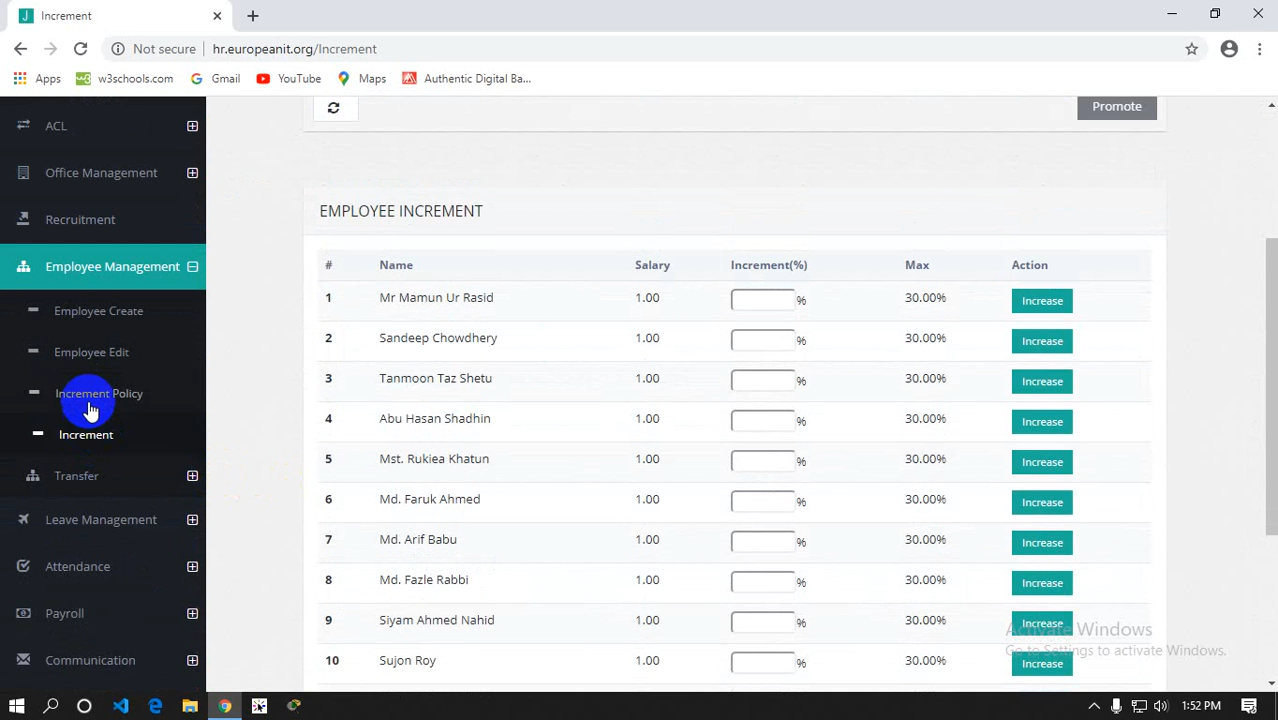 Increment
Not secure hr.europeanit.org/Increment
Apps w3schools.com Gmail YouTube Maps Authentic Digital Ba...
ACL
Office Management
Recruitment
Employee Management
Employee Create
Employee Edit
Increment Policy
Increment
Transfer
Leave Management
Attendance
Payroll
Communication
Promote
EMPLOYEE INCREMENT
# Name Salary Increment(%) Max Action
1 Mr Mamun Ur Rasid 1.00 % 30.00% Increase
2 Sandeep Chowdhery 1.00 % 30.00% Increase
3 Tanmoon Taz Shetu 1.00 % 30.00% Increase
4 Abu Hasan Shadhin 1.00 % 30.00% Increase
5 Mst. Rukiea Khatun 1.00 % 30.00% Increase
6 Md. Faruk Ahmed 1.00 % 30.00% Increase
7 Md. Arif Babu 1.00 % 30.00% Increase
8 Md. Fazle Rabbi 1.00 % 30.00% Increase
9 Siyam Ahmed Nahid 1.00 % 30.00% Increase
10 Sujon Roy 1.00 % 30.00% Increase
Activate Windows
Go to Settings to activate Windows.
1:52 PM